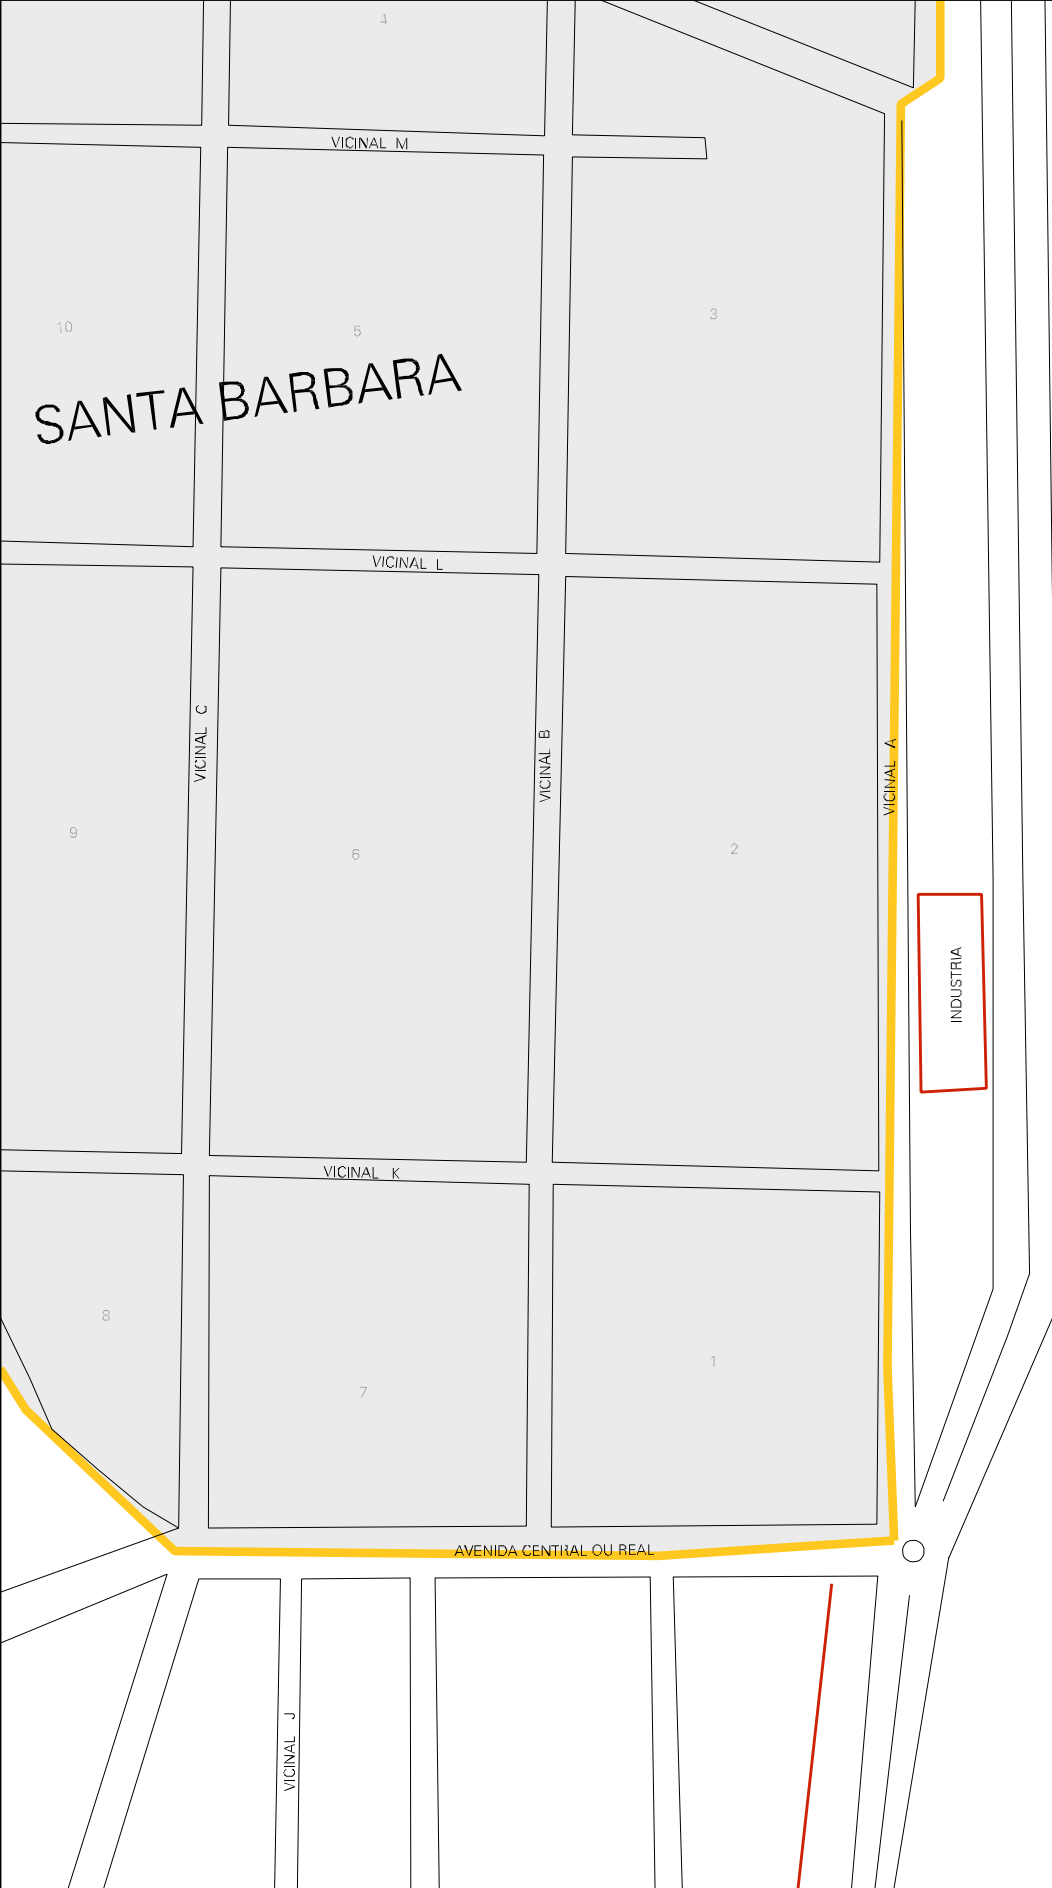 4
VICINAL M
3
10
5
SANTA BARBARA
VICINAL L
VICINAL C
VICINAL B
VICINAL A
9
6
2
INDUSTRIA
VICINAL K
8
1
7
AVENIDA CENTRAL OU REAL
VICINAL J